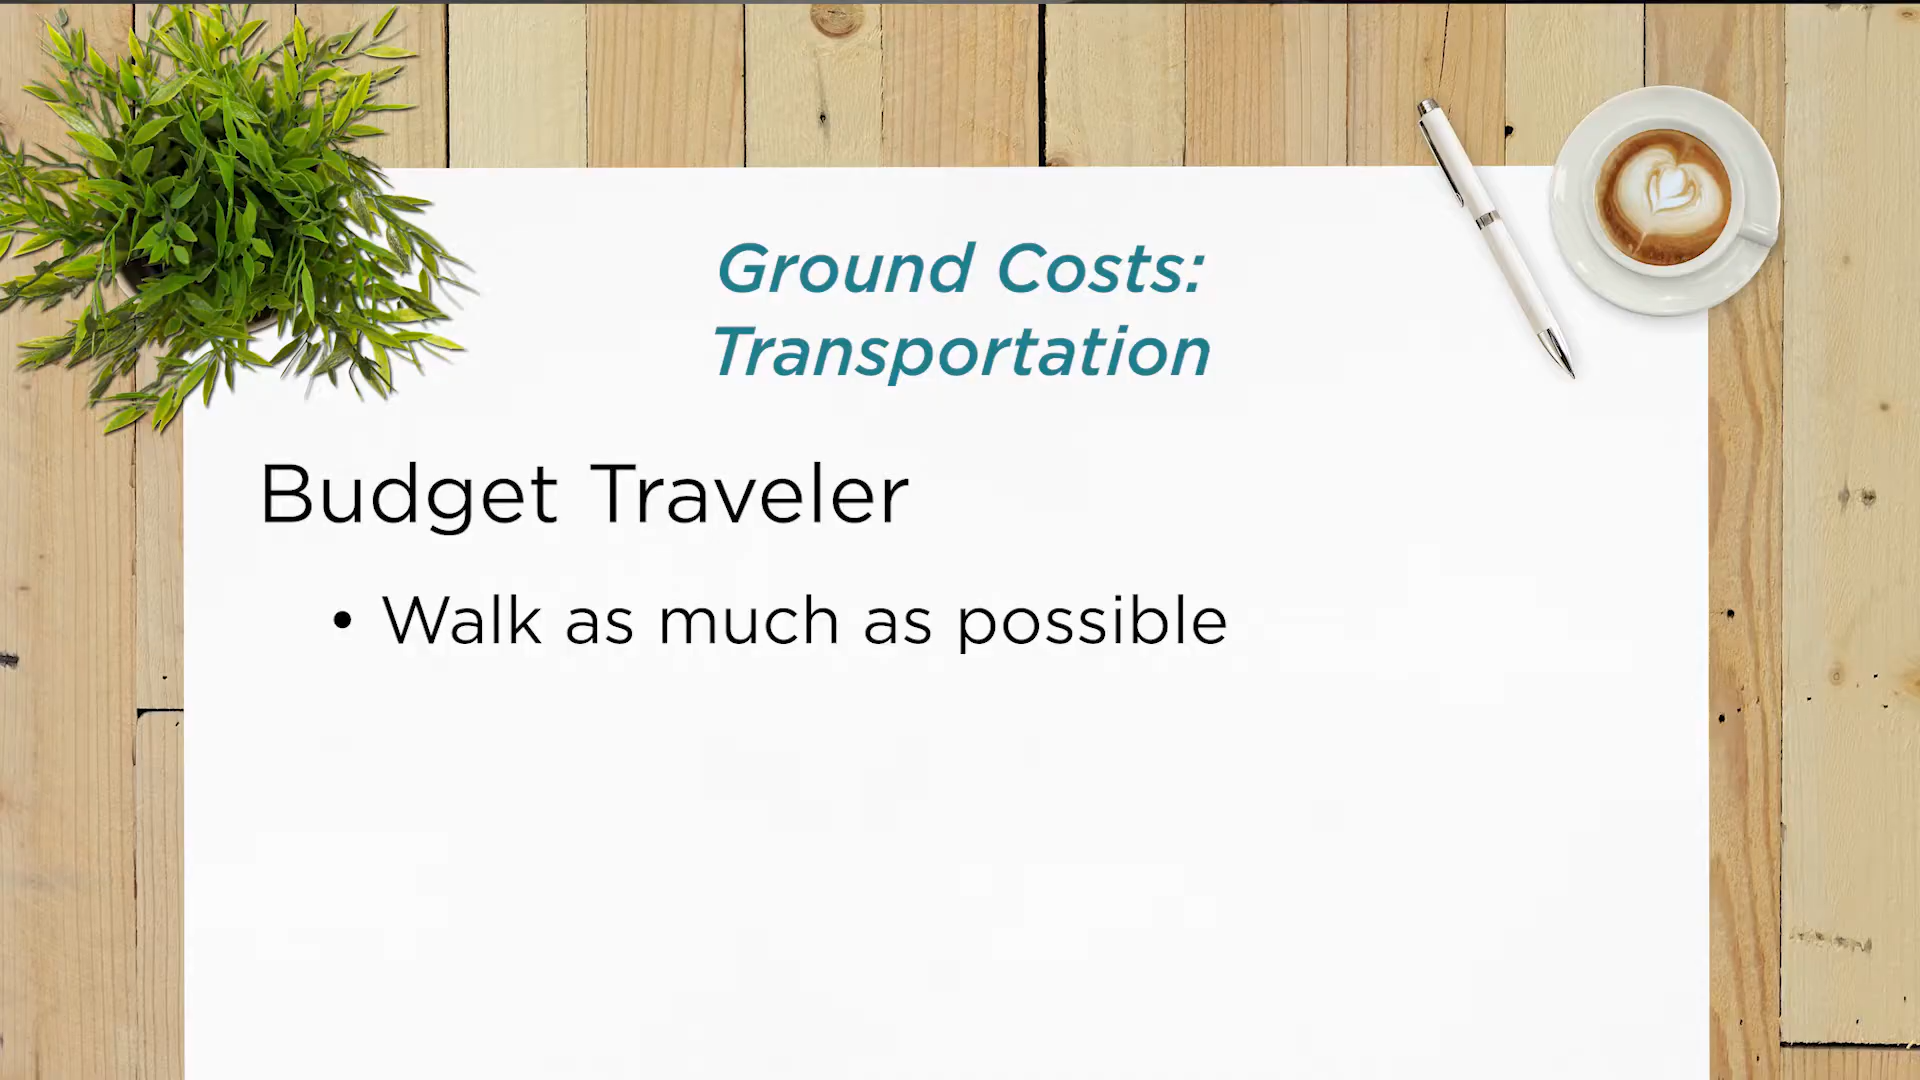 Ground Costs:
Transportation
Budget Traveler
• Walk as much as possible